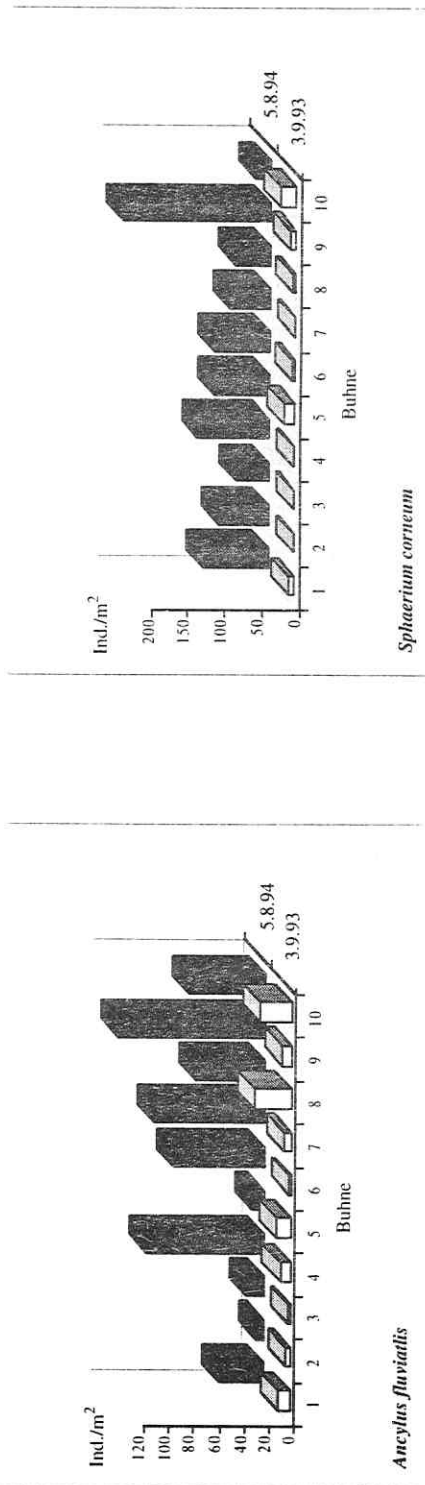 Ind./m²
120
100
80
60
40
20
0
1 2 3 4 5 6 7 8 9 10
5.8.94
3.9.93
Buhne
Ancylus fluviatlis
Ind./m²
200
150
100
50
0
1 2 3 4 5 6 7 8 9 10
5.8.94
3.9.93
Buhne
Sphaerium corneum